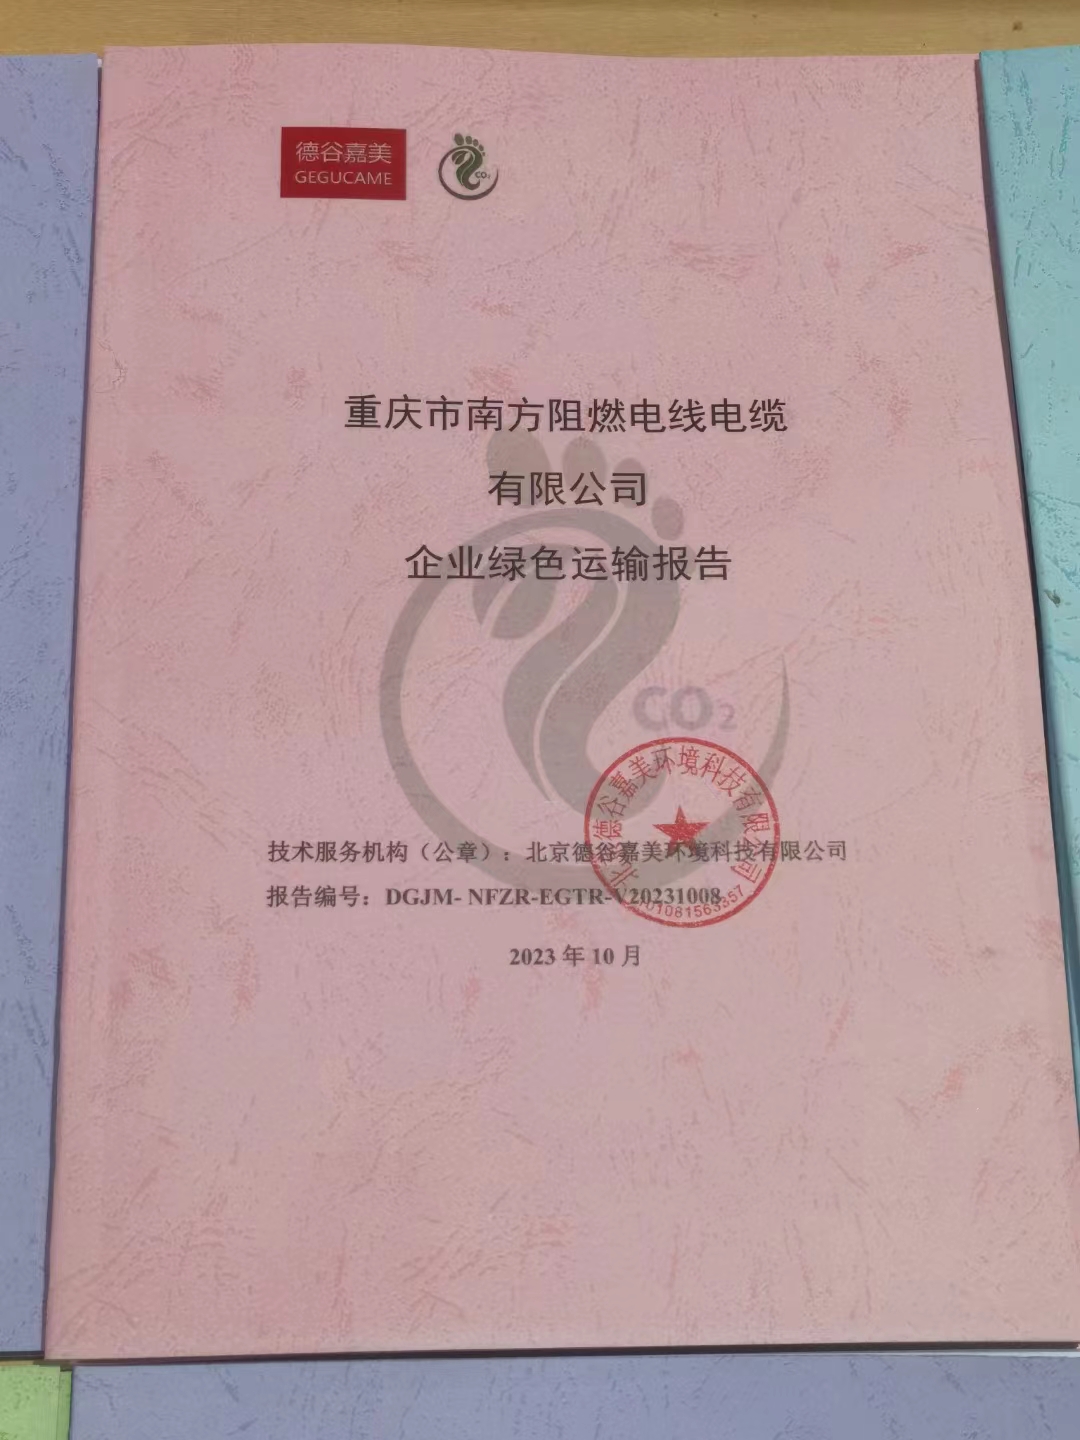 德谷嘉美
GEGUCAME
CO₂
重庆市南方阻燃电线电缆
有限公司
企业绿色运输报告
CO₂
北京德谷嘉美环境科技有限公司
技术服务机构（公章）：北京德谷嘉美环境科技有限公司
报告编号：DGJM- NFZR-EGTR-V20231008
2023 年 10 月